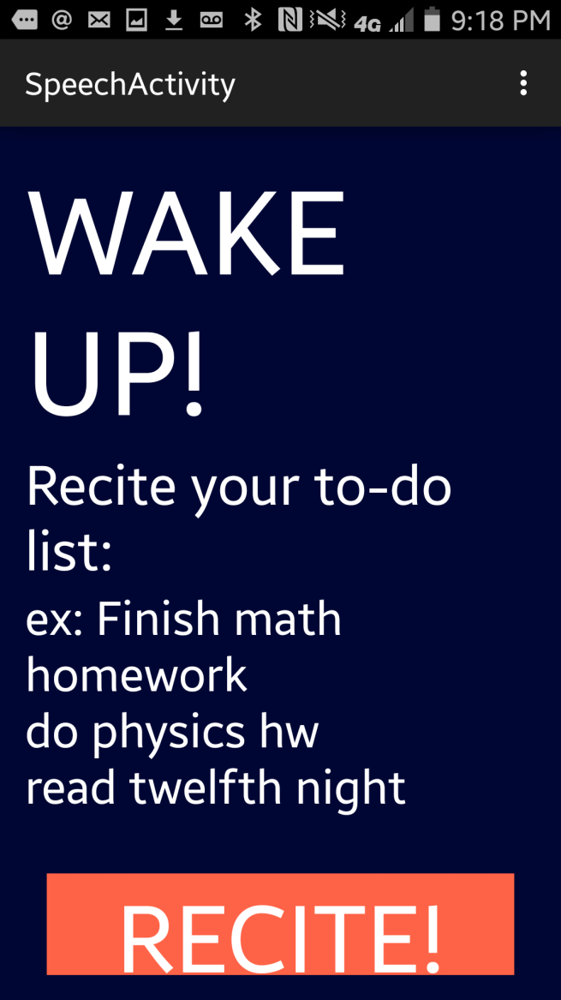 4G 9:18 PM
SpeechActivity
WAKE
UP!
Recite your to-do
list:
ex: Finish math
homework
do physics hw
read twelfth night
RECITE!